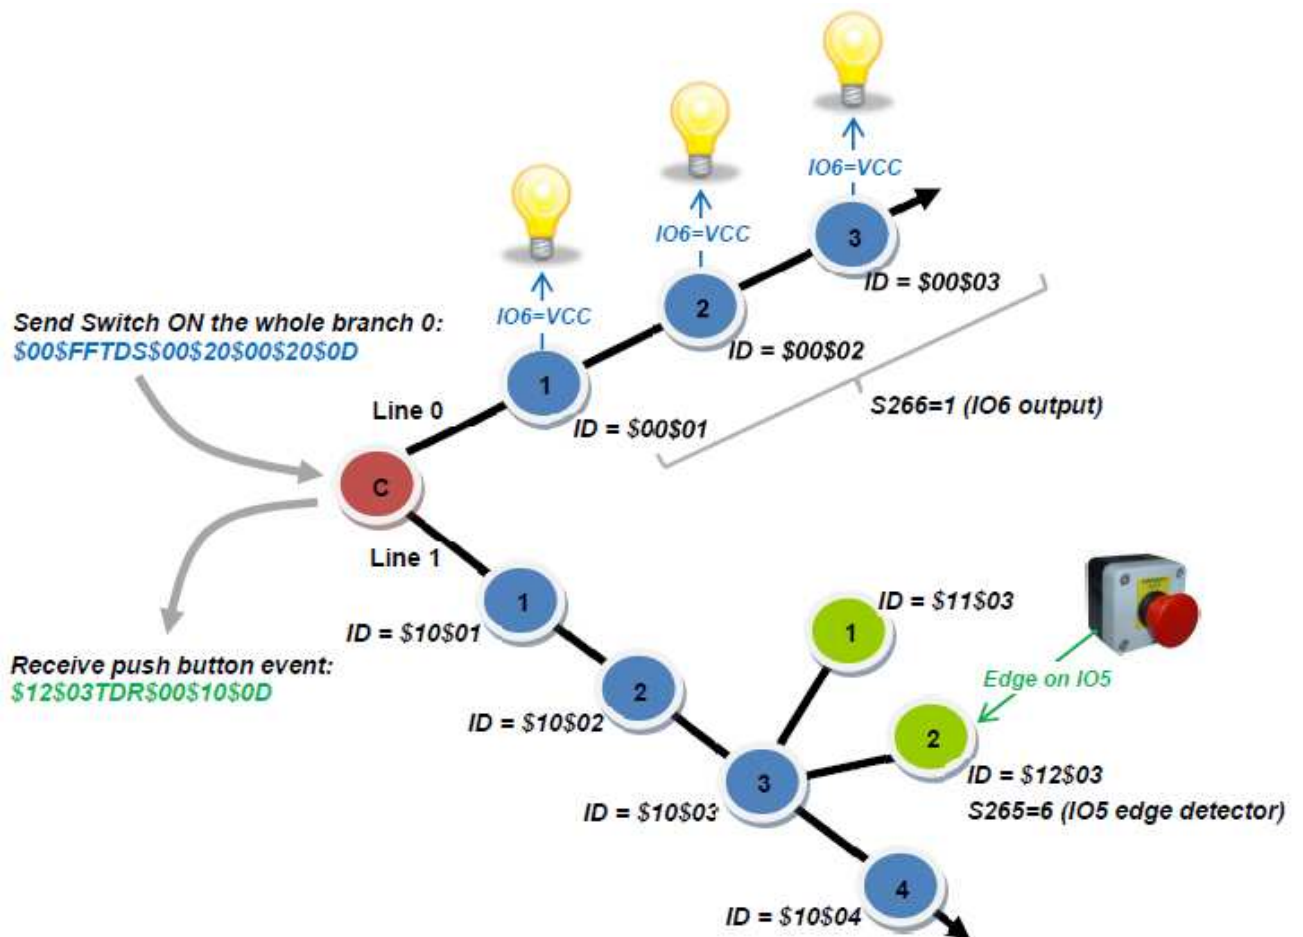 IO6=VCC
IO6=VCC
3
ID = $00$03
IO6=VCC
2
ID = $00$02
Send Switch ON the whole branch 0:
$00$FFTDS$00$20$00$20$0D
1
ID = $00$01
S266=1 (IO6 output)
Line 0
C
Line 1
1
ID = $10$01
ID = $11$03
1
Receive push button event:
$12$03TDR$00$10$0D
Edge on IO5
2
ID = $10$02
2
ID = $12$03
S265=6 (IO5 edge detector)
3
ID = $10$03
4
ID = $10$04